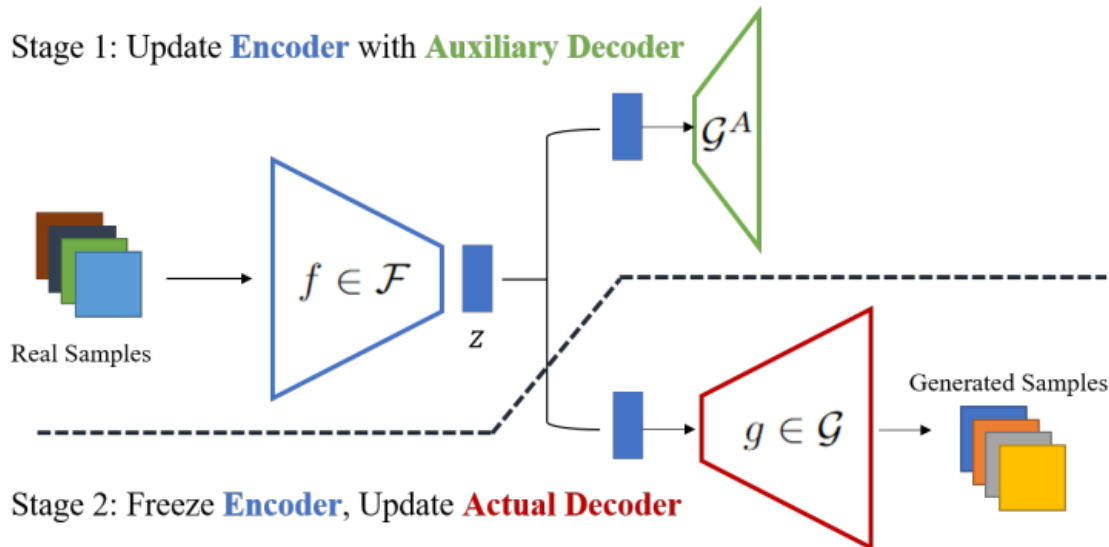 Stage 1: Update Encoder with Auxiliary Decoder
𝒢^A
f ∈ ℱ
z
Real Samples
Generated Samples
g ∈ 𝒢
Stage 2: Freeze Encoder, Update Actual Decoder